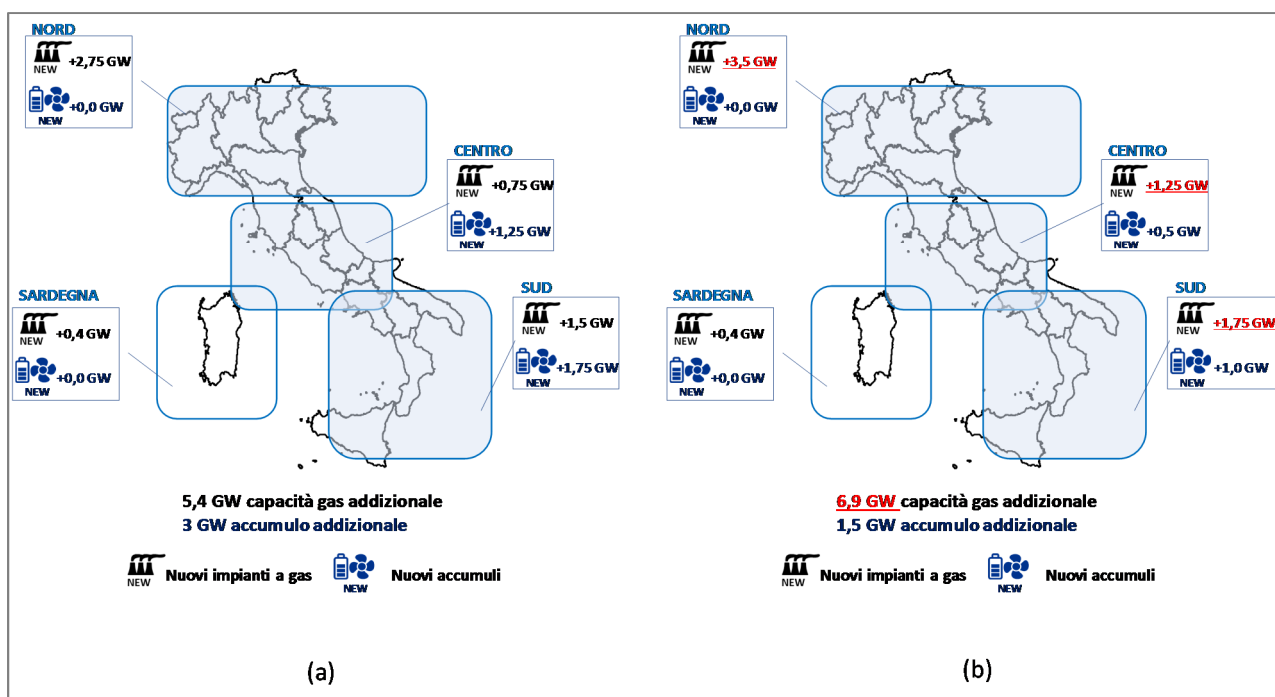 NORD
NEW +2,75 GW
+0,0 GW
NEW
CENTRO
NEW +0,75 GW
+1,25 GW
NEW
SARDEGNA
NEW +0,4 GW
+0,0 GW
NEW
SUD
NEW +1,5 GW
+1,75 GW
NEW
5,4 GW capacità gas addizionale
3 GW accumulo addizionale
NEW Nuovi impianti a gas NEW Nuovi accumuli
(a)
NORD
NEW +3,5 GW
+0,0 GW
NEW
CENTRO
NEW +1,25 GW
+0,5 GW
NEW
SARDEGNA
NEW +0,4 GW
+0,0 GW
NEW
SUD
NEW +1,75 GW
+1,0 GW
NEW
6,9 GW capacità gas addizionale
1,5 GW accumulo addizionale
NEW Nuovi impianti a gas NEW Nuovi accumuli
(b)